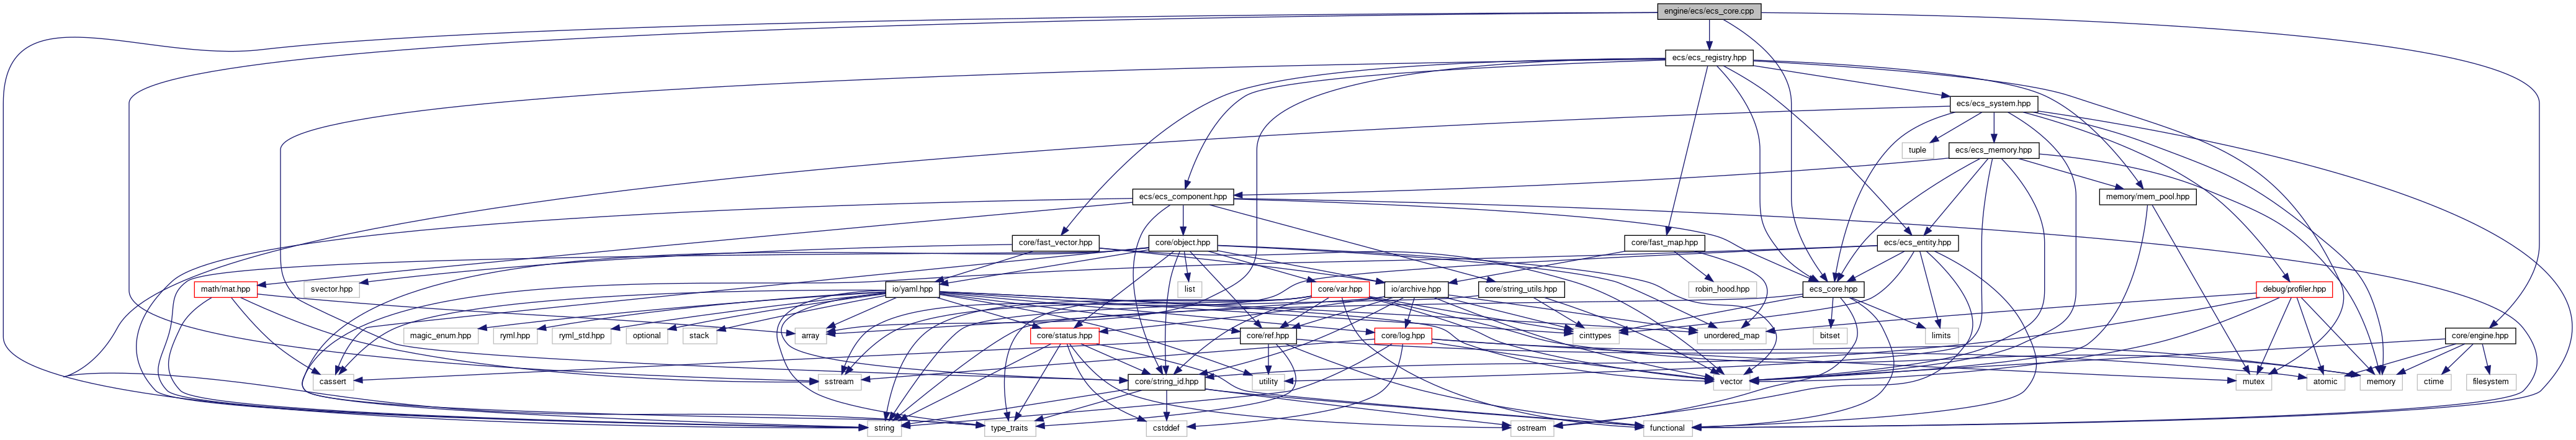 engine/ecs/ecs_core.cpp
ecs/ecs_registry.hpp
ecs/ecs_system.hpp
tuple
ecs/ecs_memory.hpp
ecs/ecs_component.hpp
memory/mem_pool.hpp
core/fast_vector.hpp
core/object.hpp
core/fast_map.hpp
ecs/ecs_entity.hpp
math/mat.hpp
svector.hpp
io/yaml.hpp
list
core/var.hpp
io/archive.hpp
core/string_utils.hpp
robin_hood.hpp
ecs_core.hpp
debug/profiler.hpp
magic_enum.hpp
ryml.hpp
ryml_std.hpp
optional
stack
array
core/status.hpp
core/ref.hpp
core/log.hpp
cinttypes
unordered_map
bitset
limits
core/engine.hpp
cassert
sstream
core/string_id.hpp
utility
vector
mutex
atomic
memory
ctime
filesystem
string
type_traits
cstddef
ostream
functional